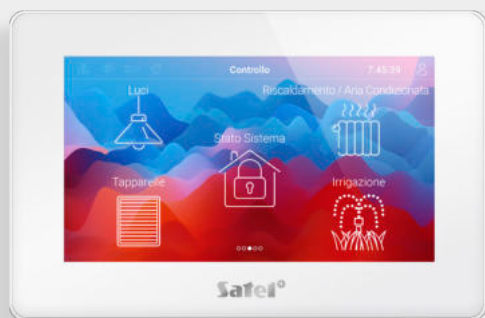 Controllo 7:45:39
Luci Riscaldamento / Aria Condizionata
Stato Sistema
Tapparelle Irrigazione
Satel